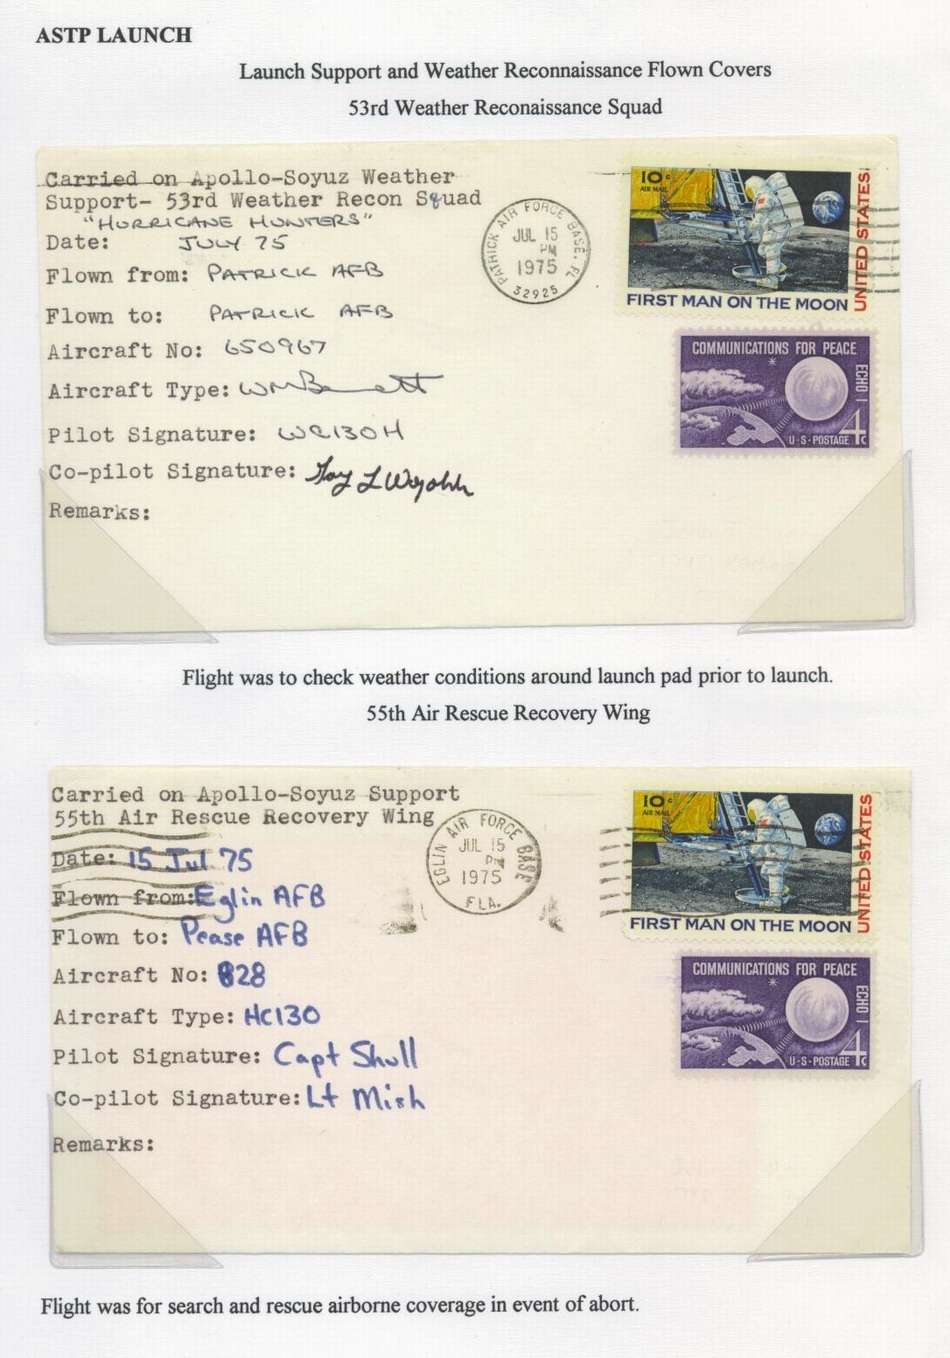 ASTP LAUNCH
Launch Support and Weather Reconnaissance Flown Covers
53rd Weather Reconaissance Squad
Carried on Apollo-Soyuz Weather
Support- 53rd Weather Recon Squad
"HURRICANE HUNTERS"
Date: JULY 75
Flown from: PATRICK AFB
Flown to: PATRICK AFB
Aircraft No: 650967
Aircraft Type: Wm Bennett
Pilot Signature: WC130H
Co-pilot Signature:
Remarks:
PATRICK AIR FORCE BASE, FL
JUL 15
PM
1975
32925
10c
AIR MAIL
UNITED STATES
FIRST MAN ON THE MOON
COMMUNICATIONS FOR PEACE
ECHO I
U·S·POSTAGE 4c
Flight was to check weather conditions around launch pad prior to launch.
55th Air Rescue Recovery Wing
Carried on Apollo-Soyuz Support
55th Air Rescue Recovery Wing
Date: 15 Jul 75
Flown from: Eglin AFB
Flown to: Pease AFB
Aircraft No: 828
Aircraft Type: HC130
Pilot Signature: Capt Shull
Co-pilot Signature: Lt Mish
Remarks:
EGLIN AIR FORCE BASE
JUL 15
PM
1975
FLA.
10c
AIR MAIL
UNITED STATES
FIRST MAN ON THE MOON
COMMUNICATIONS FOR PEACE
ECHO I
U·S·POSTAGE 4c
Flight was for search and rescue airborne coverage in event of abort.